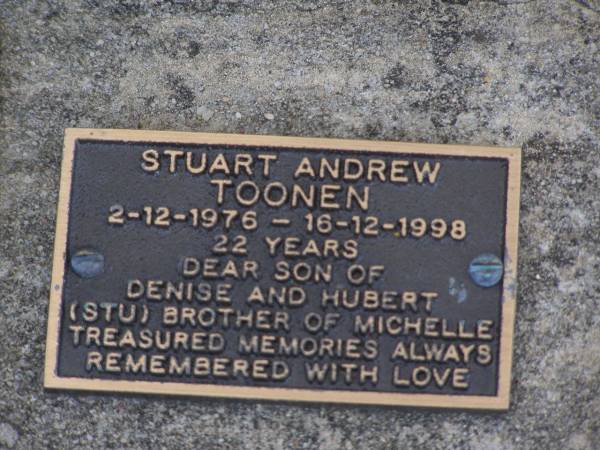 STUART ANDREW
TOONEN
2-12-1976 - 16-12-1998
22 YEARS
DEAR SON OF
DENISE AND HUBERT
(STU) BROTHER OF MICHELLE
TREASURED MEMORIES ALWAYS
REMEMBERED WITH LOVE